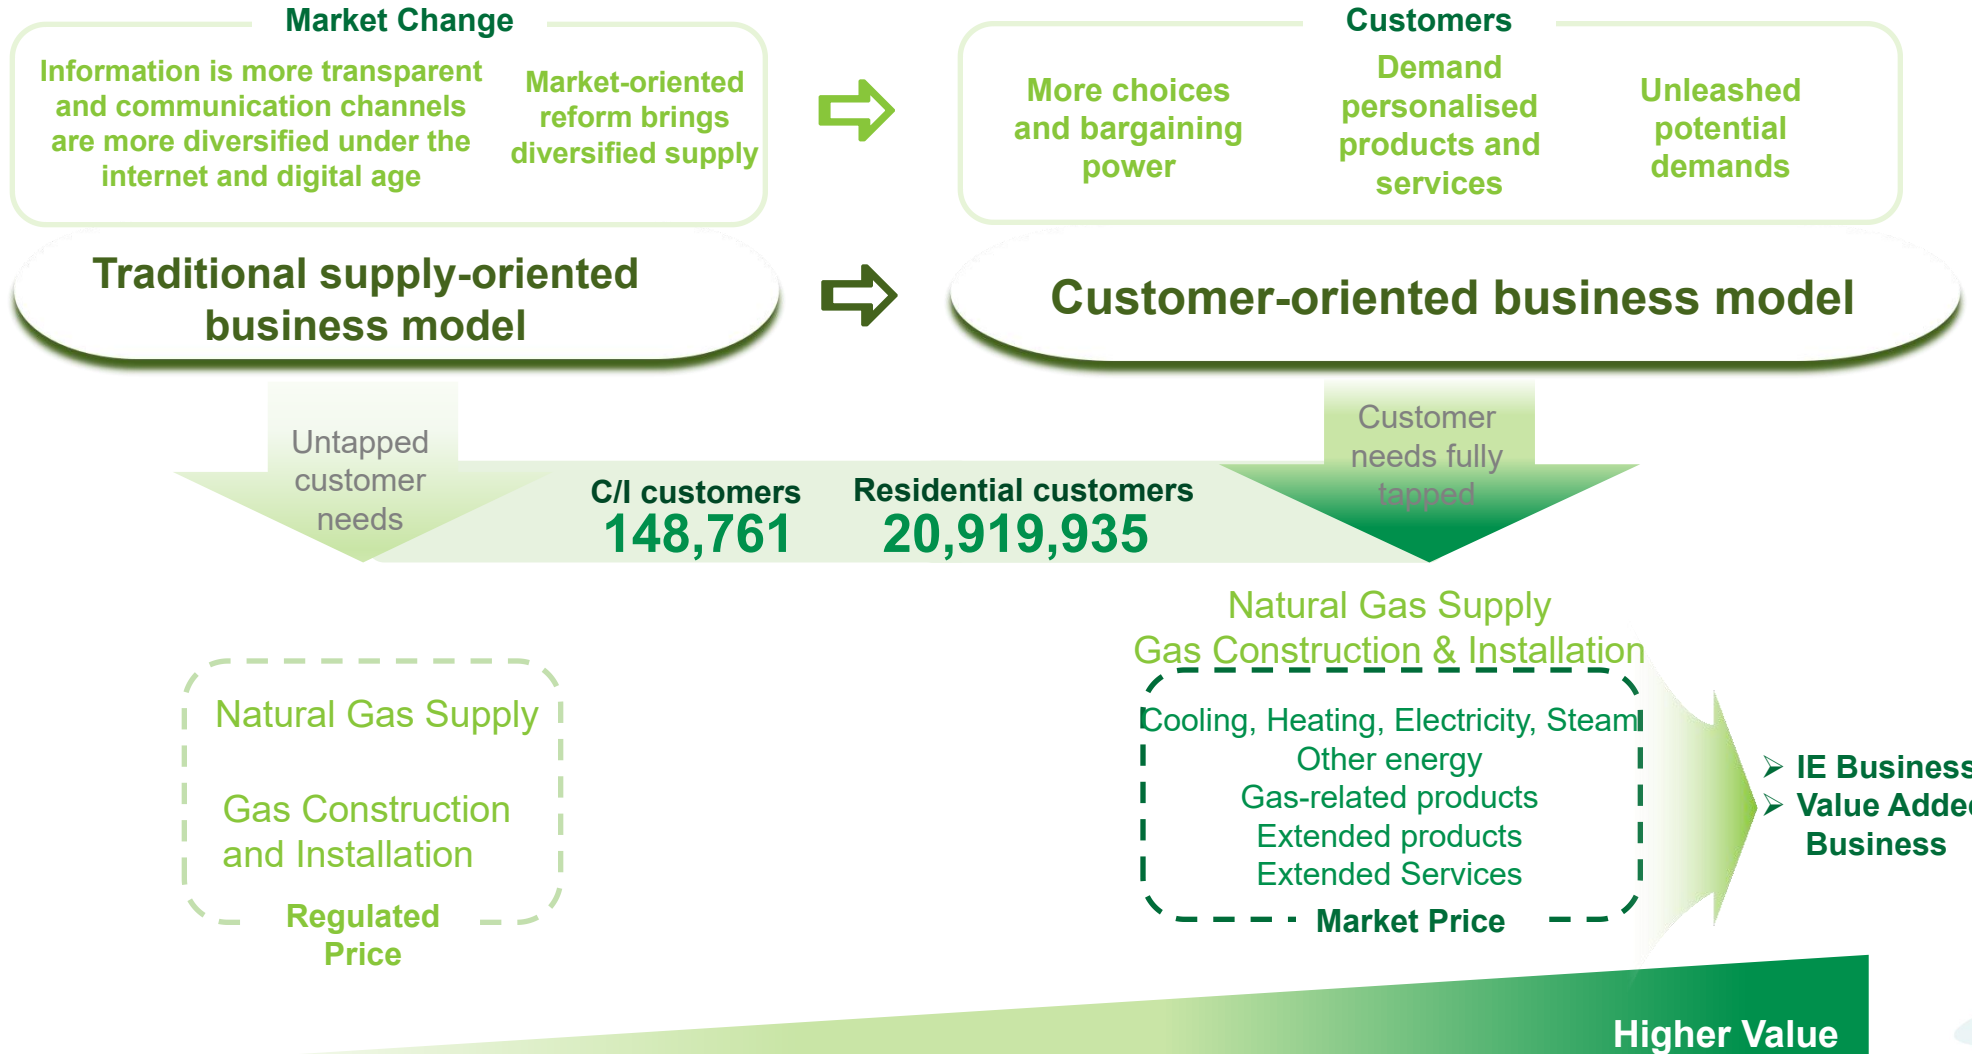 Market Change
Information is more transparent
and communication channels
are more diversified under the
internet and digital age
Market-oriented
reform brings
diversified supply
Customers
More choices
and bargaining
power
Demand
personalised
products and
services
Unleashed
potential
demands
Traditional supply-oriented
business model
Customer-oriented business model
Untapped
customer
needs
C/I customers
148,761
Residential customers
20,919,935
Customer
needs fully
tapped
Natural Gas Supply
Gas Construction
and Installation
Regulated
Price
Natural Gas Supply
Gas Construction & Installation
Cooling, Heating, Electricity, Steam
Other energy
Gas-related products
Extended products
Extended Services
Market Price
➢ IE Business
➢ Value Added
Business
Higher Value